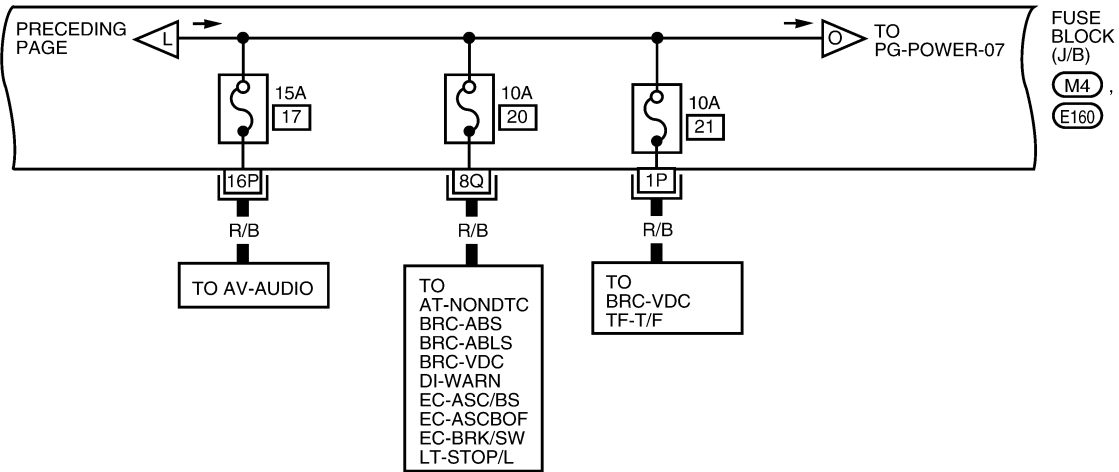 PRECEDING
PAGE
L
O
TO
PG-POWER-07
FUSE
BLOCK
(J/B)
M4 ,
E160
15A
17
10A
20
10A
21
16P
8Q
1P
R/B
R/B
R/B
TO AV-AUDIO
TO
AT-NONDTC
BRC-ABS
BRC-ABLS
BRC-VDC
DI-WARN
EC-ASC/BS
EC-ASCBOF
EC-BRK/SW
LT-STOP/L
TO
BRC-VDC
TF-T/F